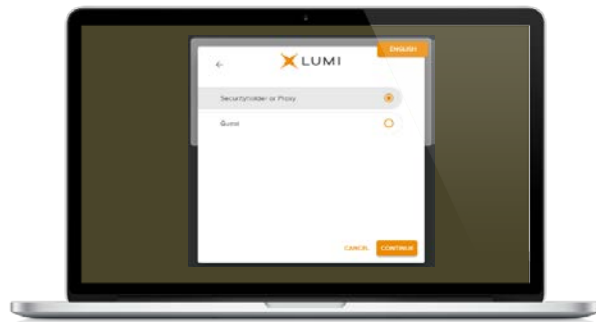 ENGLISH
LUMI
Securityholder or Proxy
Guest
CANCEL
CONTINUE